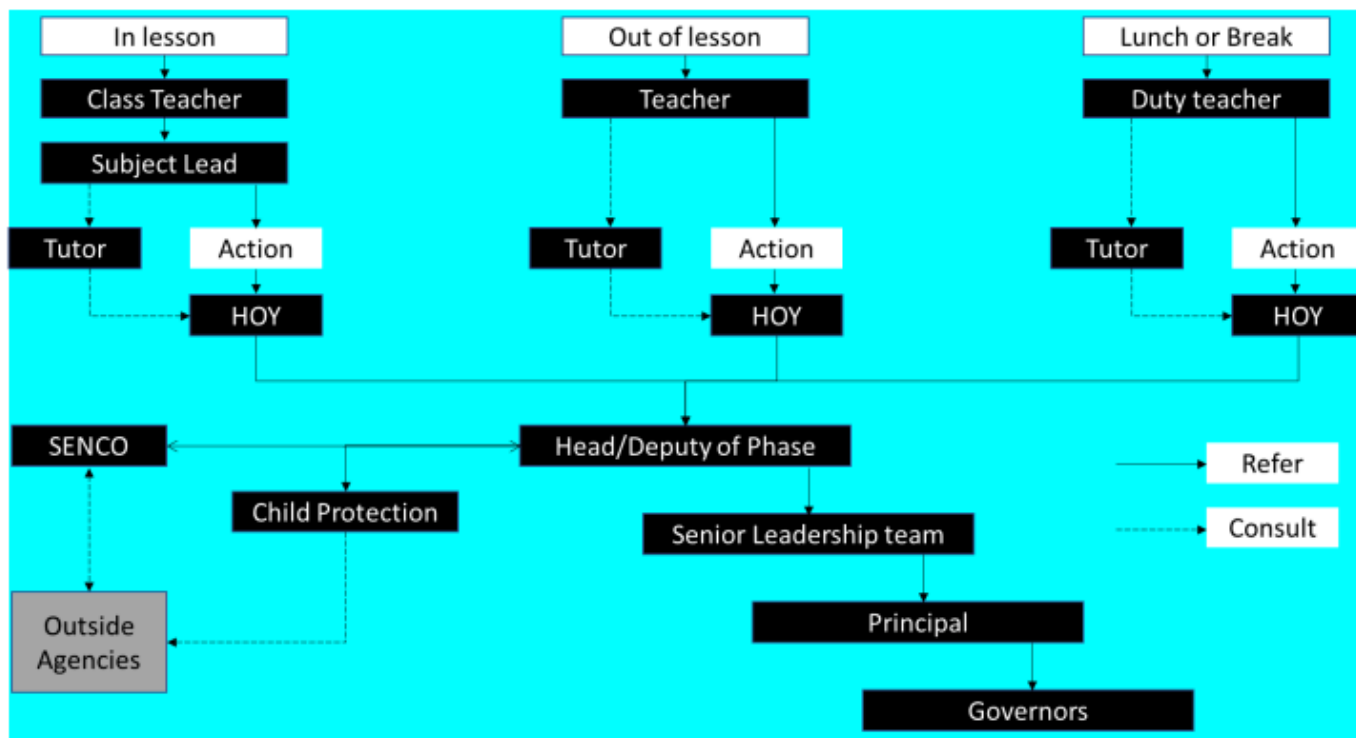 In lesson
Out of lesson
Lunch or Break
Class Teacher
Teacher
Duty teacher
Subject Lead
Tutor
Action
Tutor
Action
Tutor
Action
HOY
HOY
HOY
SENCO
Head/Deputy of Phase
Refer
Child Protection
Senior Leadership team
Consult
Outside
Agencies
Principal
Governors